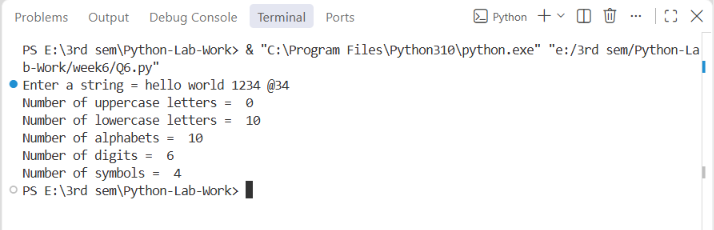 Problems Output Debug Console Terminal Ports Python
PS E:\3rd sem\Python-Lab-Work> & "C:\Program Files\Python310\python.exe" "e:/3rd sem/Python-La
b-Work/week6/Q6.py"
Enter a string = hello world 1234 @34
Number of uppercase letters =  0
Number of lowercase letters =  10
Number of alphabets =  10
Number of digits =  6
Number of symbols =  4
PS E:\3rd sem\Python-Lab-Work>